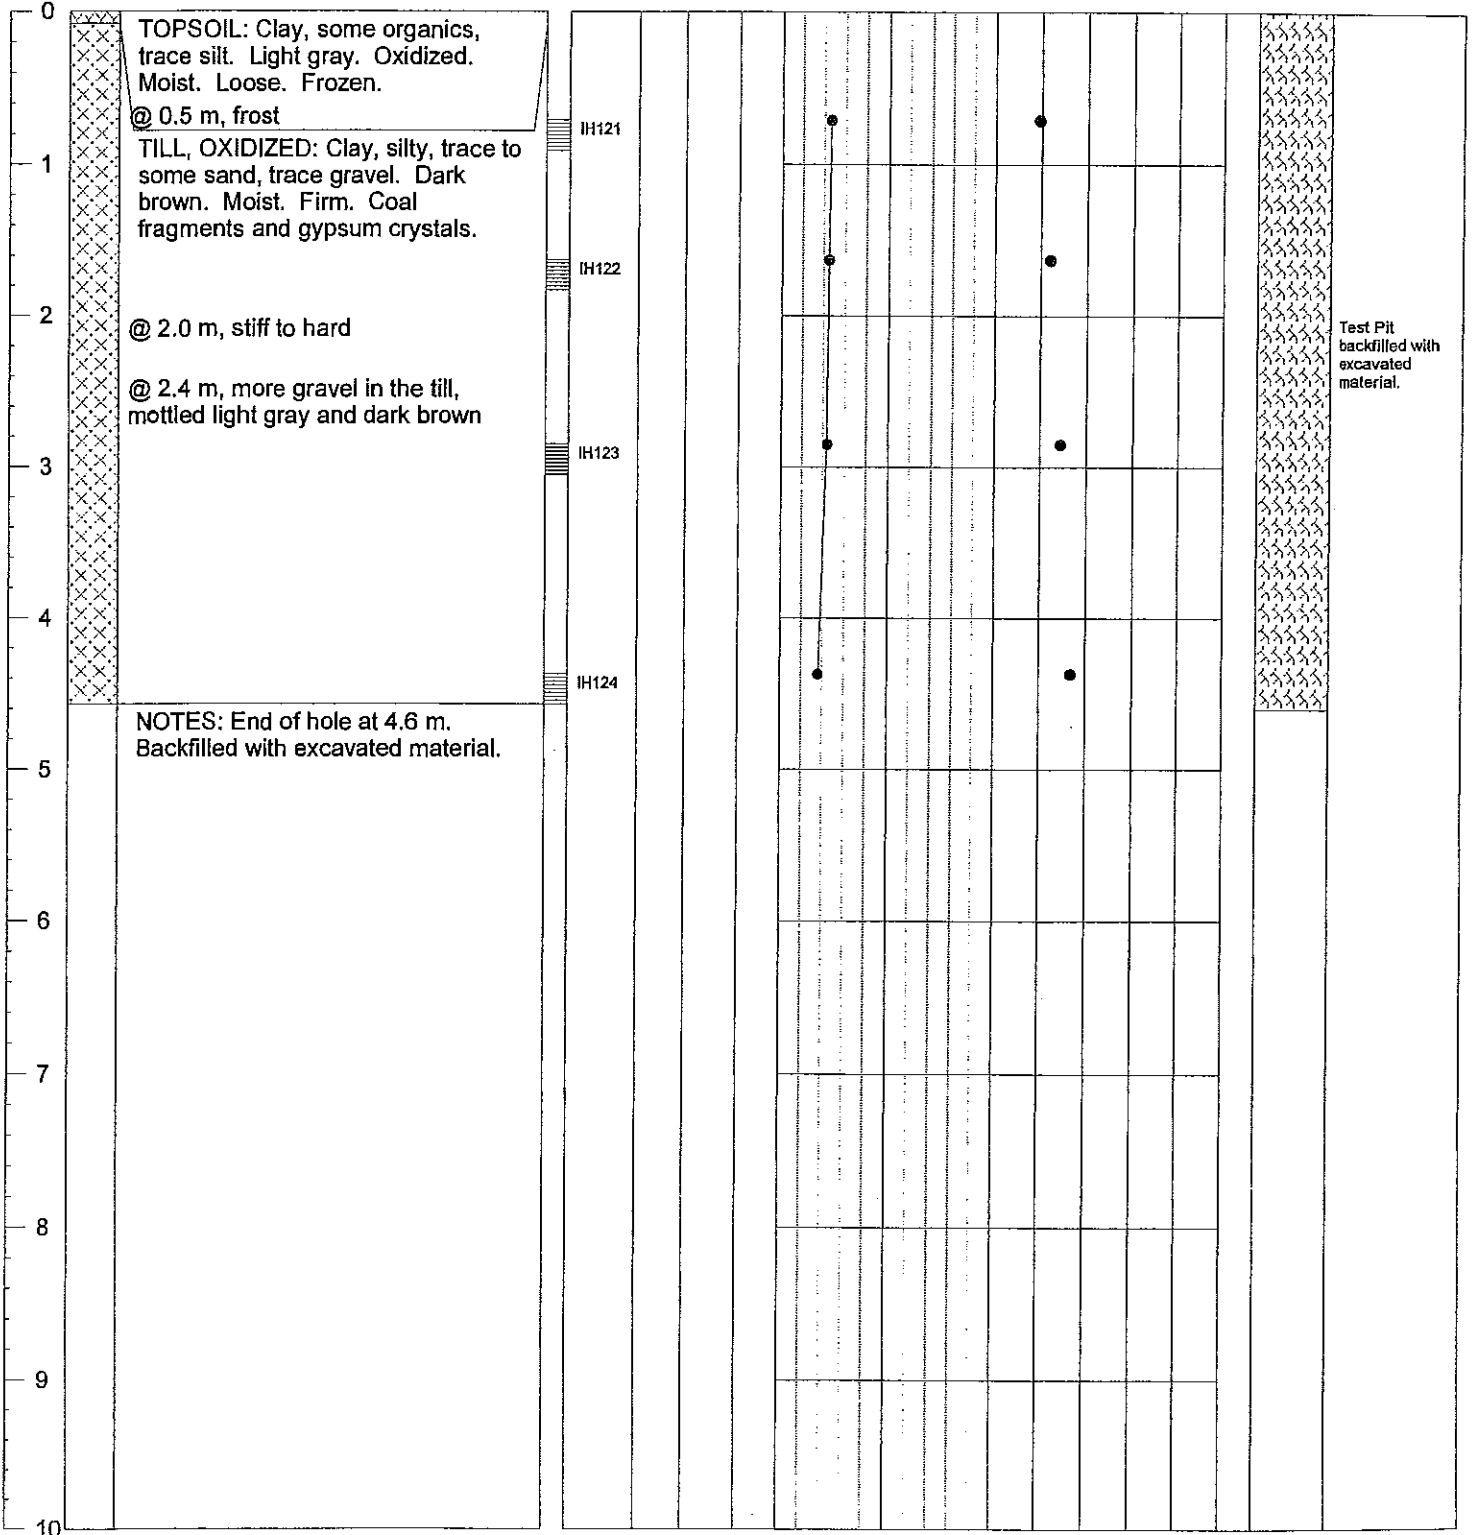 0
TOPSOIL: Clay, some organics,
trace silt. Light gray. Oxidized.
Moist. Loose. Frozen.
@ 0.5 m, frost
IH121
TILL, OXIDIZED: Clay, silty, trace to
some sand, trace gravel. Dark
brown. Moist. Firm. Coal
fragments and gypsum crystals.
1
IH122
2
@ 2.0 m, stiff to hard
Test Pit
backfilled with
excavated
material.
@ 2.4 m, more gravel in the till,
mottled light gray and dark brown
IH123
3
4
IH124
NOTES: End of hole at 4.6 m.
Backfilled with excavated material.
5
6
7
8
9
10